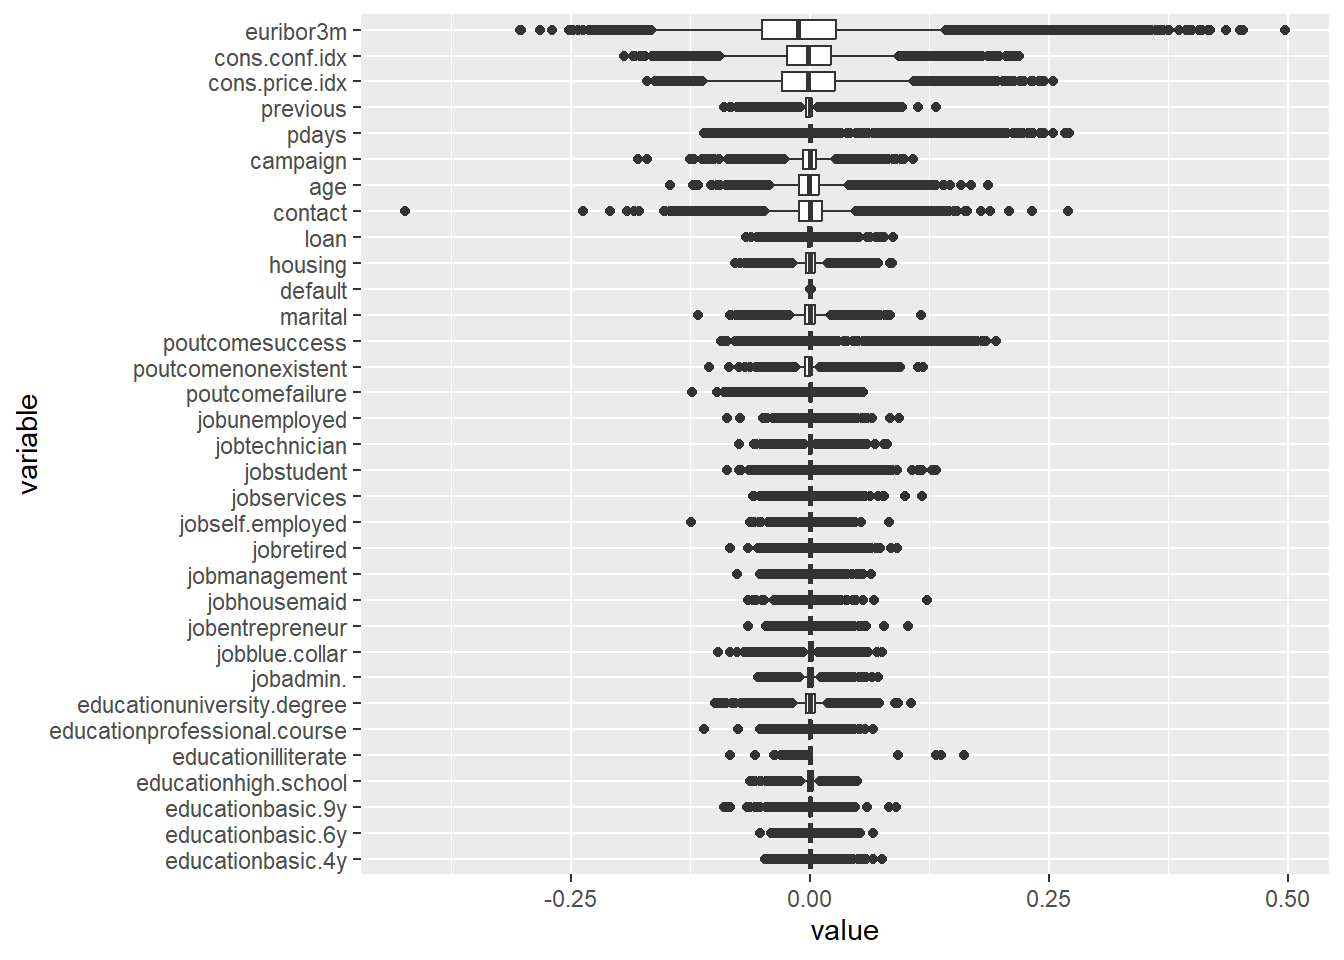 euribor3m
cons.conf.idx
cons.price.idx
previous
pdays
campaign
age
contact
loan
housing
default
marital
poutcomesuccess
poutcomenonexistent
poutcomefailure
jobunemployed
jobtechnician
jobstudent
jobservices
jobself.employed
jobretired
jobmanagement
jobhousemaid
jobentrepreneur
jobblue.collar
jobadmin.
educationuniversity.degree
educationprofessional.course
educationilliterate
educationhigh.school
educationbasic.9y
educationbasic.6y
educationbasic.4y
variable
-0.25 0.00 0.25 0.50
value